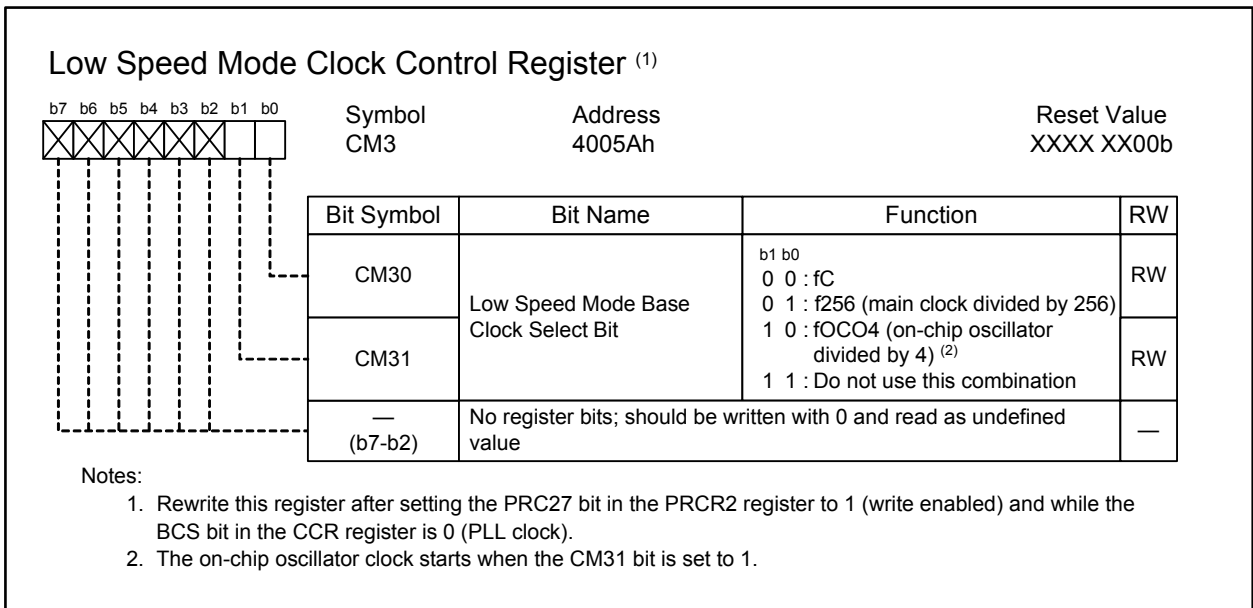 Low Speed Mode Clock Control Register (1)
b7 b6 b5 b4 b3 b2 b1 b0
Symbol Address Reset Value
CM3 4005Ah XXXX XX00b
Bit Symbol Bit Name Function RW
CM30
CM31
Low Speed Mode Base
Clock Select Bit
b1 b0
0 0 : fC
0 1 : f256 (main clock divided by 256)
1 0 : fOCO4 (on-chip oscillator
divided by 4) (2)
1 1 : Do not use this combination
RW
RW
—
(b7-b2)
No register bits; should be written with 0 and read as undefined
value
—
Notes:
1. Rewrite this register after setting the PRC27 bit in the PRCR2 register to 1 (write enabled) and while the
BCS bit in the CCR register is 0 (PLL clock).
2. The on-chip oscillator clock starts when the CM31 bit is set to 1.